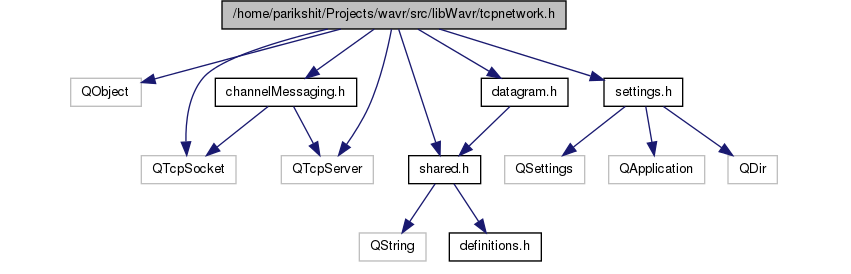 /home/parikshit/Projects/wavr/src/libWavr/tcpnetwork.h
QObject
channelMessaging.h
datagram.h
settings.h
QTcpSocket
QTcpServer
shared.h
QSettings
QApplication
QDir
QString
definitions.h